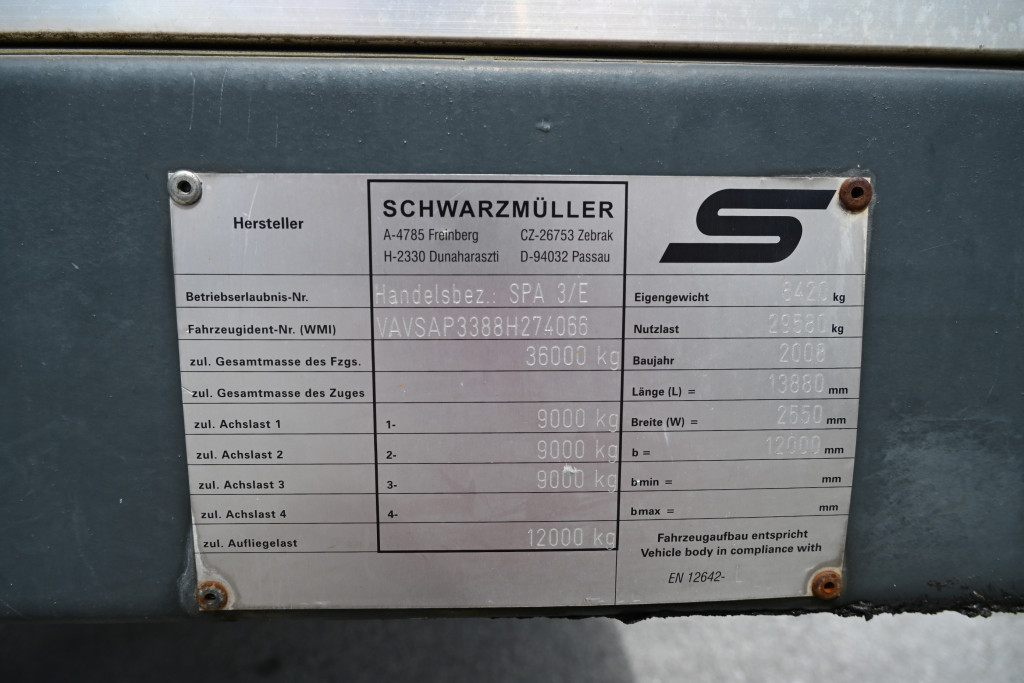 Hersteller
SCHWARZMÜLLER
A-4785 Freinberg CZ-26753 Zebrak
H-2330 Dunaharaszti D-94032 Passau
S
Betriebserlaubnis-Nr. Handelsbez.: SPA 3/E
Fahrzeugident-Nr. (WMI) VAVSAP3388H274066
zul. Gesamtmasse des Fzgs. 36000 kg
zul. Gesamtmasse des Zuges
zul. Achslast 1 1- 9000 kg
zul. Achslast 2 2- 9000 kg
zul. Achslast 3 3- 9000 kg
zul. Achslast 4 4-
zul. Aufliegelast 12000 kg
Eigengewicht 6420 kg
Nutzlast 29580 kg
Baujahr 2008
Länge (L) = 13880 mm
Breite (W) = 2550 mm
b = 12000 mm
bmin = mm
bmax = mm
Fahrzeugaufbau entspricht
Vehicle body in compliance with
EN 12642-